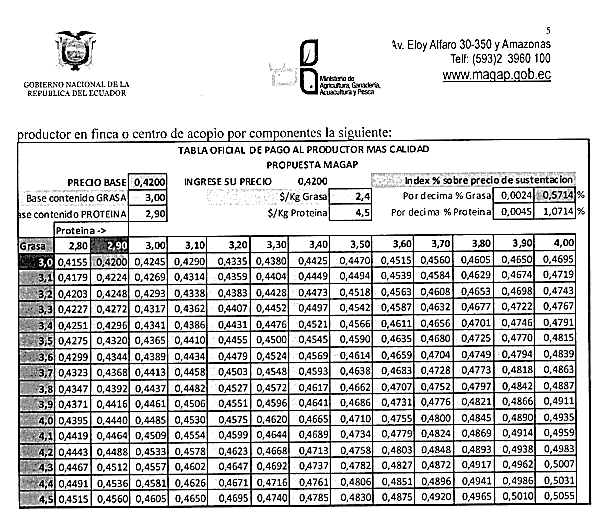 5
Av. Eloy Alfaro 30-350 y Amazonas
Telf: (593)2 3960 100
www.magap.gob.ec
GOBIERNO NACIONAL DE LA
REPUBLICA DEL ECUADOR
Ministerio de
Agricultura, Ganadería,
Acuacultura y Pesca
productor en finca o centro de acopio por componentes la siguiente:
TABLA OFICIAL DE PAGO AL PRODUCTOR MAS CALIDAD
PROPUESTA MAGAP
PRECIO BASE 0,4200 INGRESE SU PRECIO 0,4200 Index % sobre precio de sustentacion
Base contenido GRASA 3,00 $/Kg Grasa 2,4 Por decima % Grasa 0,0024 0,5714 %
ase contenido PROTEINA 2,90 $/Kg Proteina 4,5 Por decima % Proteina 0,0045 1,0714 %
Proteina ->
Grasa 2,80 2,90 3,00 3,10 3,20 3,30 3,40 3,50 3,60 3,70 3,80 3,90 4,00
3,0 0,4155 0,4200 0,4245 0,4290 0,4335 0,4380 0,4425 0,4470 0,4515 0,4560 0,4605 0,4650 0,4695
3,1 0,4179 0,4224 0,4269 0,4314 0,4359 0,4404 0,4449 0,4494 0,4539 0,4584 0,4629 0,4674 0,4719
3,2 0,4203 0,4248 0,4293 0,4338 0,4383 0,4428 0,4473 0,4518 0,4563 0,4608 0,4653 0,4698 0,4743
3,3 0,4227 0,4272 0,4317 0,4362 0,4407 0,4452 0,4497 0,4542 0,4587 0,4632 0,4677 0,4722 0,4767
3,4 0,4251 0,4296 0,4341 0,4386 0,4431 0,4476 0,4521 0,4566 0,4611 0,4656 0,4701 0,4746 0,4791
3,5 0,4275 0,4320 0,4365 0,4410 0,4455 0,4500 0,4545 0,4590 0,4635 0,4680 0,4725 0,4770 0,4815
3,6 0,4299 0,4344 0,4389 0,4434 0,4479 0,4524 0,4569 0,4614 0,4659 0,4704 0,4749 0,4794 0,4839
3,7 0,4323 0,4368 0,4413 0,4458 0,4503 0,4548 0,4593 0,4638 0,4683 0,4728 0,4773 0,4818 0,4863
3,8 0,4347 0,4392 0,4437 0,4482 0,4527 0,4572 0,4617 0,4662 0,4707 0,4752 0,4797 0,4842 0,4887
3,9 0,4371 0,4416 0,4461 0,4506 0,4551 0,4596 0,4641 0,4686 0,4731 0,4776 0,4821 0,4866 0,4911
4,0 0,4395 0,4440 0,4485 0,4530 0,4575 0,4620 0,4665 0,4710 0,4755 0,4800 0,4845 0,4890 0,4935
4,1 0,4419 0,4464 0,4509 0,4554 0,4599 0,4644 0,4689 0,4734 0,4779 0,4824 0,4869 0,4914 0,4959
4,2 0,4443 0,4488 0,4533 0,4578 0,4623 0,4668 0,4713 0,4758 0,4803 0,4848 0,4893 0,4938 0,4983
4,3 0,4467 0,4512 0,4557 0,4602 0,4647 0,4692 0,4737 0,4782 0,4827 0,4872 0,4917 0,4962 0,5007
4,4 0,4491 0,4536 0,4581 0,4626 0,4671 0,4716 0,4761 0,4806 0,4851 0,4896 0,4941 0,4986 0,5031
4,5 0,4515 0,4560 0,4605 0,4650 0,4695 0,4740 0,4785 0,4830 0,4875 0,4920 0,4965 0,5010 0,5055